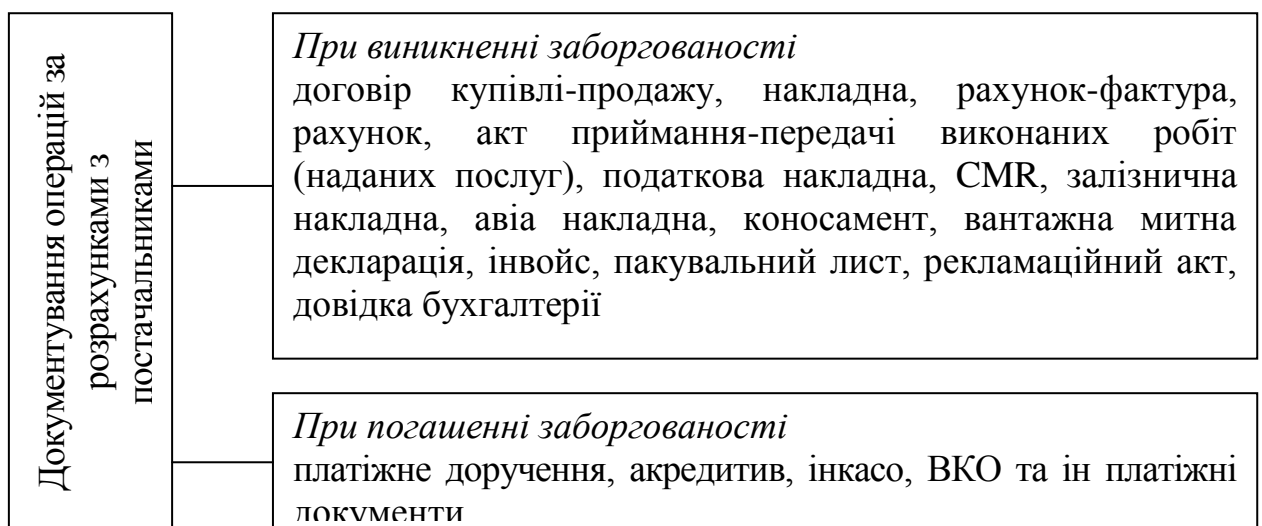 Документування операцій за
розрахунками з
постачальниками
При виникненні заборгованості
договір купівлі-продажу, накладна, рахунок-фактура,
рахунок, акт приймання-передачі виконаних робіт
(наданих послуг), податкова накладна, CMR, залізнична
накладна, авіа накладна, коносамент, вантажна митна
декларація, інвойс, пакувальний лист, рекламаційний акт,
довідка бухгалтерії
При погашенні заборгованості
платіжне доручення, акредитив, інкасо, ВКО та ін платіжні
документи